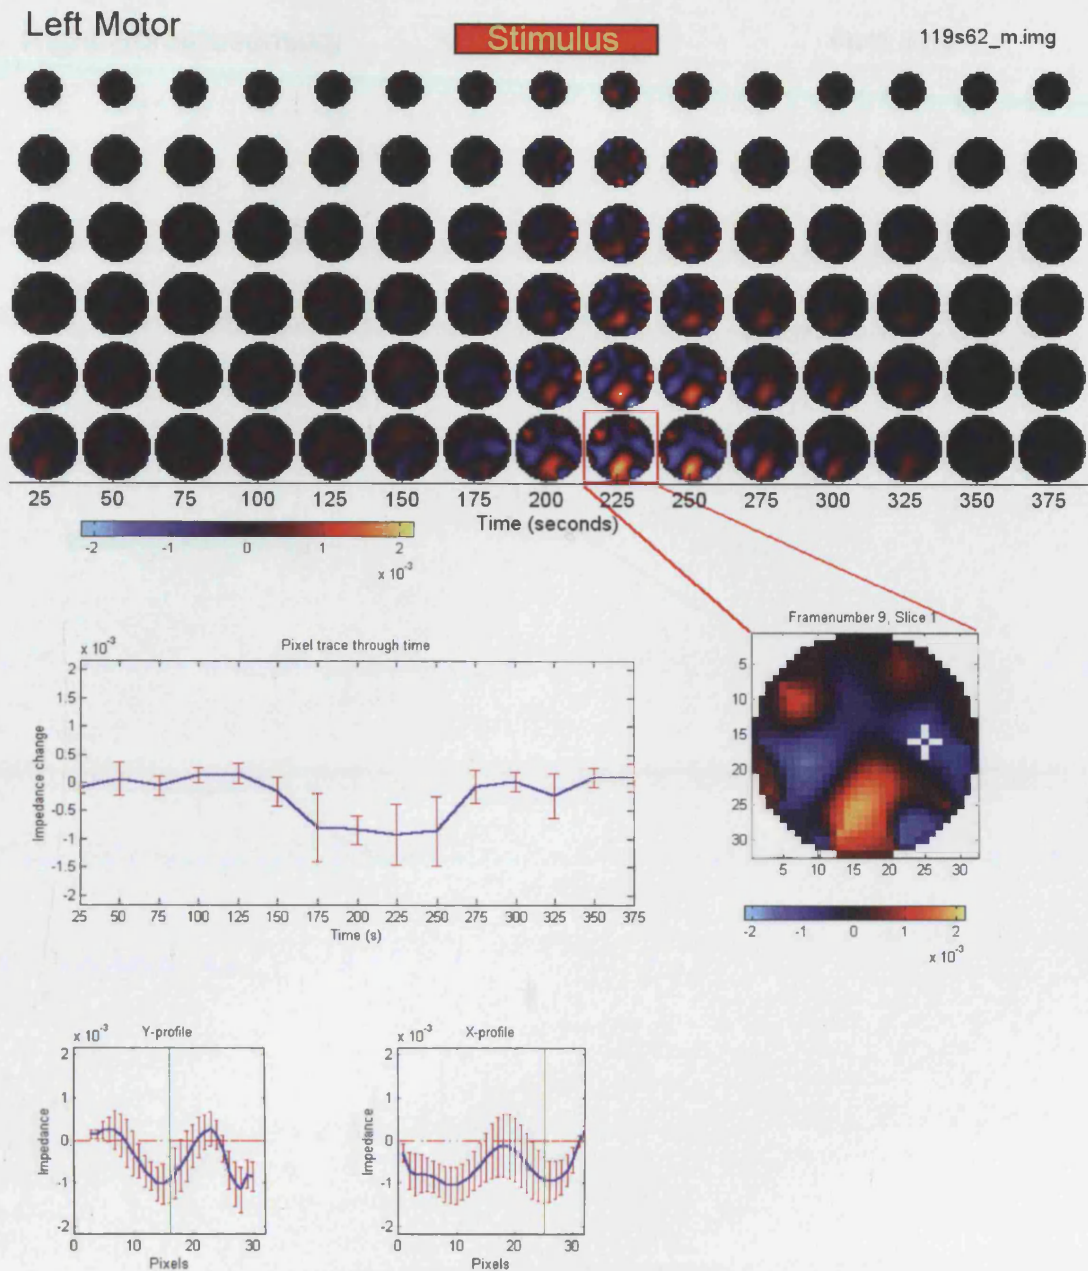 Left Motor
Stimulus
119s62_m.img
25 50 75 100 125 150 175 200 225 250 275 300 325 350 375
Time (seconds)
-2 -1 0 1 2
x 10-3
Framenumber 9, Slice 1
5
10
15
20
25
30
5 10 15 20 25 30
-2 -1 0 1 2
x 10-3
x 10-3
Pixel trace through time
2
1.5
1
0.5
0
-0.5
-1
-1.5
-2
Impedance change
25 50 75 100 125 150 175 200 225 250 275 300 325 350 375
Time (s)
x 10-3
Y-profile
2
1
0
-1
-2
Impedance
0 10 20 30
Pixels
x 10-3
X-profile
2
1
0
-1
-2
Impedance
0 10 20 30
Pixels